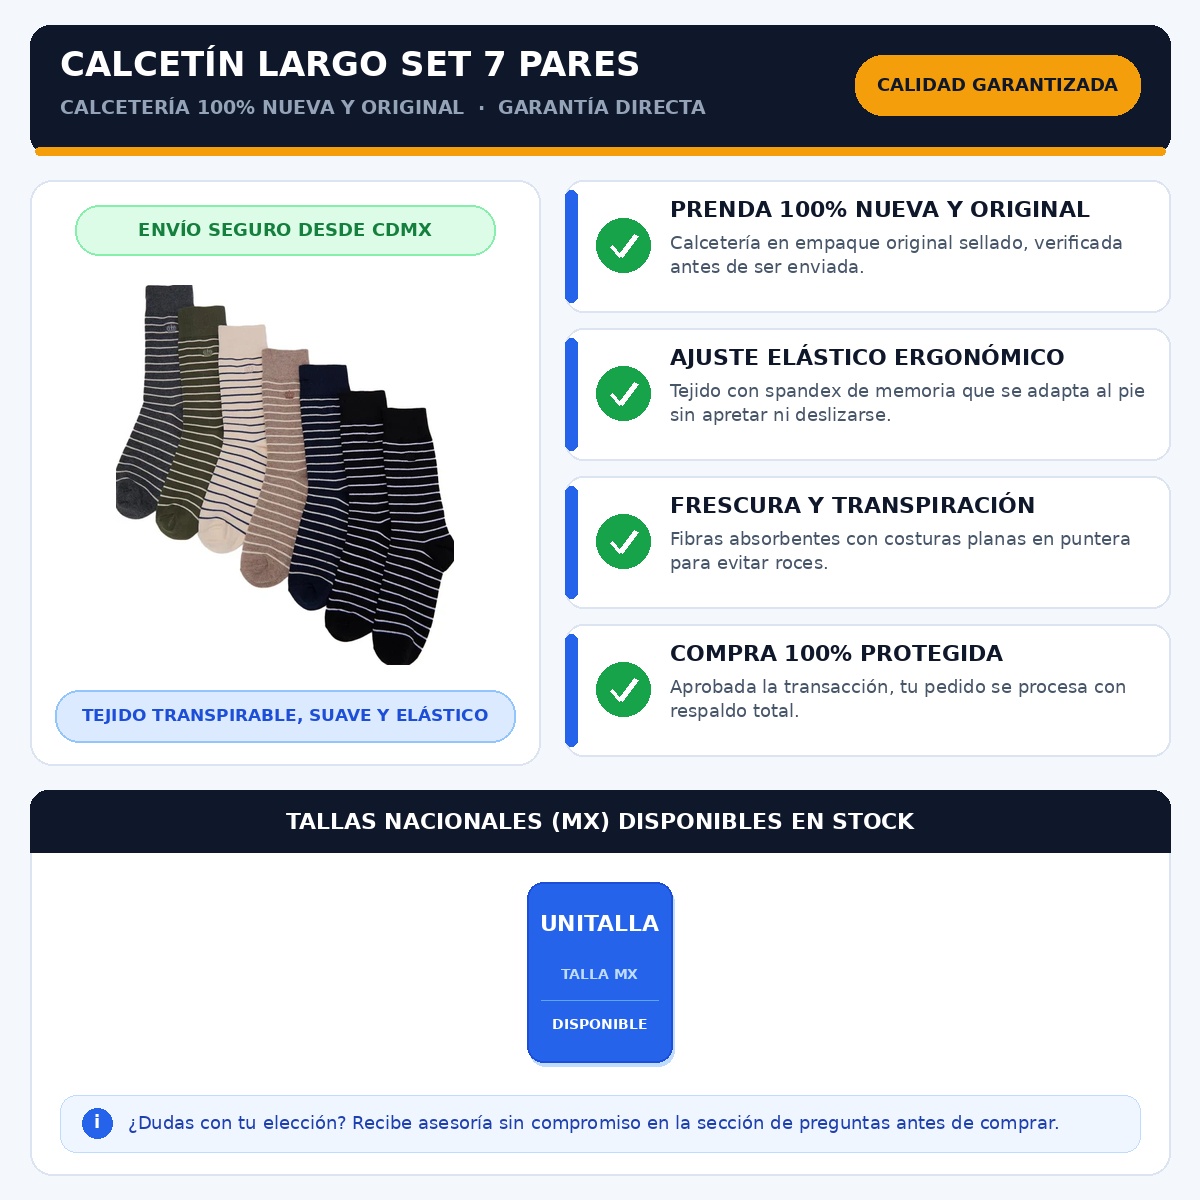 CALCETÍN LARGO SET 7 PARES
CALCETERÍA 100% NUEVA Y ORIGINAL · GARANTÍA DIRECTA
CALIDAD GARANTIZADA
ENVÍO SEGURO DESDE CDMX
TEJIDO TRANSPIRABLE, SUAVE Y ELÁSTICO
PRENDA 100% NUEVA Y ORIGINAL
Calcetería en empaque original sellado, verificada
antes de ser enviada.
AJUSTE ELÁSTICO ERGONÓMICO
Tejido con spandex de memoria que se adapta al pie
sin apretar ni deslizarse.
FRESCURA Y TRANSPIRACIÓN
Fibras absorbentes con costuras planas en puntera
para evitar roces.
COMPRA 100% PROTEGIDA
Aprobada la transacción, tu pedido se procesa con
respaldo total.
TALLAS NACIONALES (MX) DISPONIBLES EN STOCK
UNITALLA
TALLA MX
DISPONIBLE
i
¿Dudas con tu elección? Recibe asesoría sin compromiso en la sección de preguntas antes de comprar.